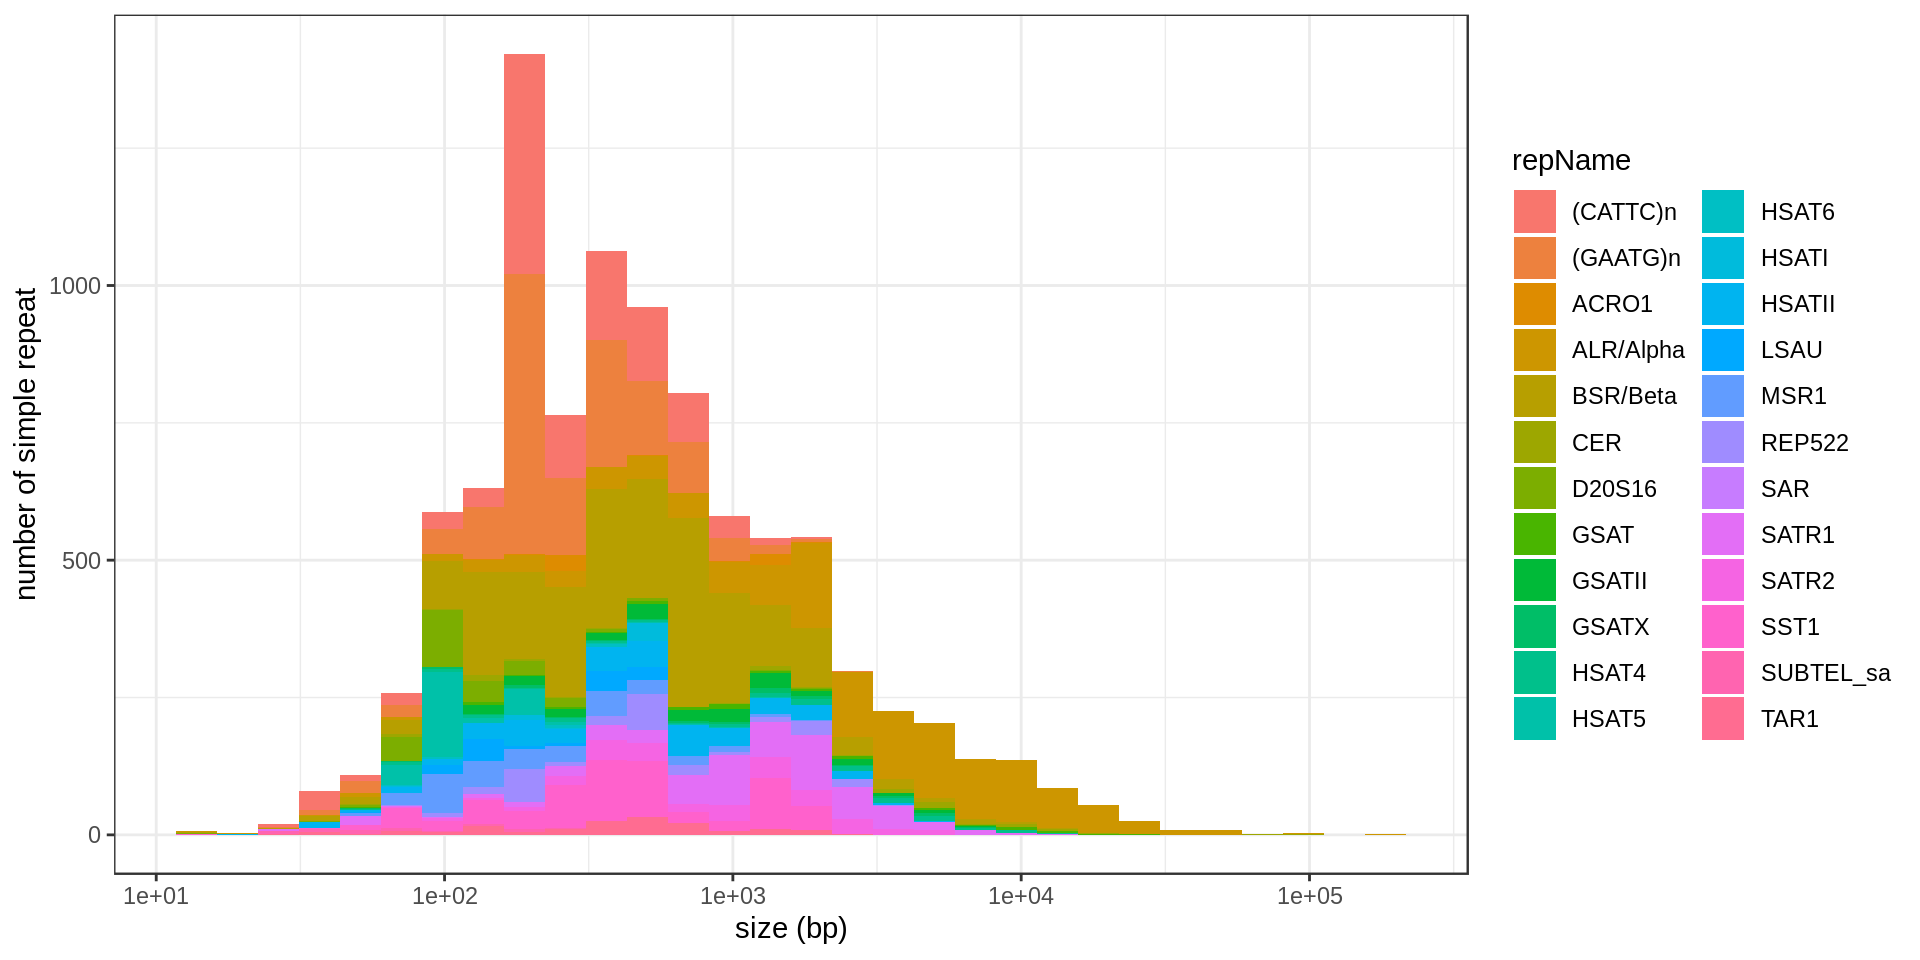 number of simple repeat
1000
500
0
1e+01 1e+02 1e+03 1e+04 1e+05
size (bp)
repName
(CATTC)n
(GAATG)n
ACRO1
ALR/Alpha
BSR/Beta
CER
D20S16
GSAT
GSATII
GSATX
HSAT4
HSAT5
HSAT6
HSATI
HSATII
LSAU
MSR1
REP522
SAR
SATR1
SATR2
SST1
SUBTEL_sa
TAR1